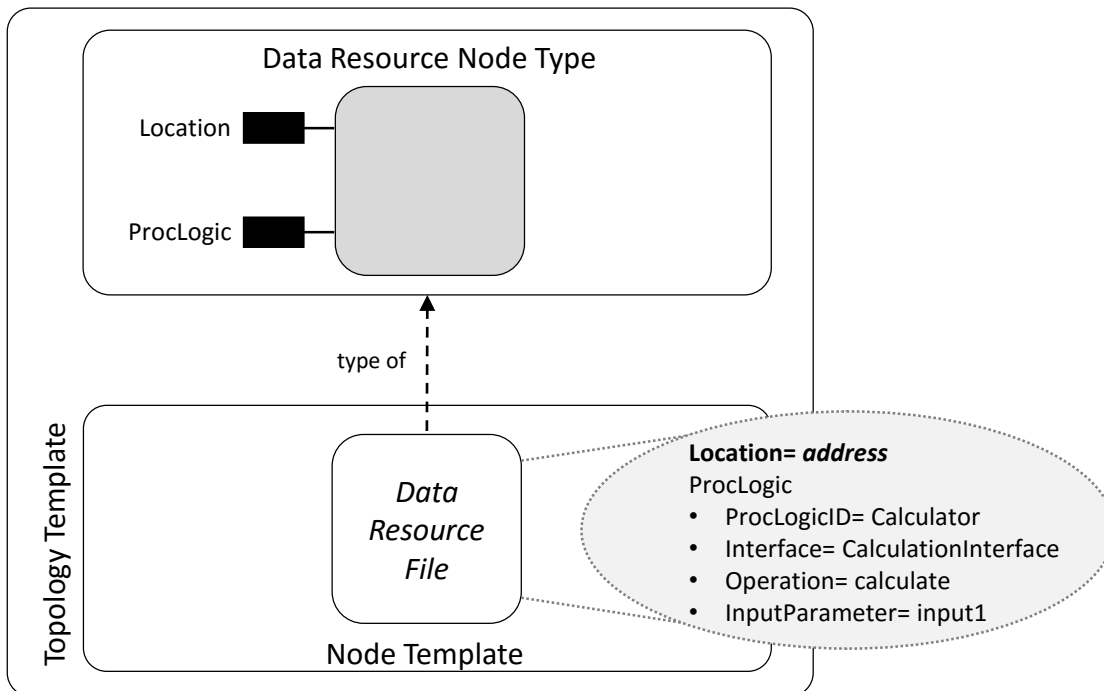 Data Resource Node Type
Location
ProcLogic
type of
Topology Template
Data
Resource
File
Node Template
Location= address
ProcLogic
• ProcLogicID= Calculator
• Interface= CalculationInterface
• Operation= calculate
• InputParameter= input1